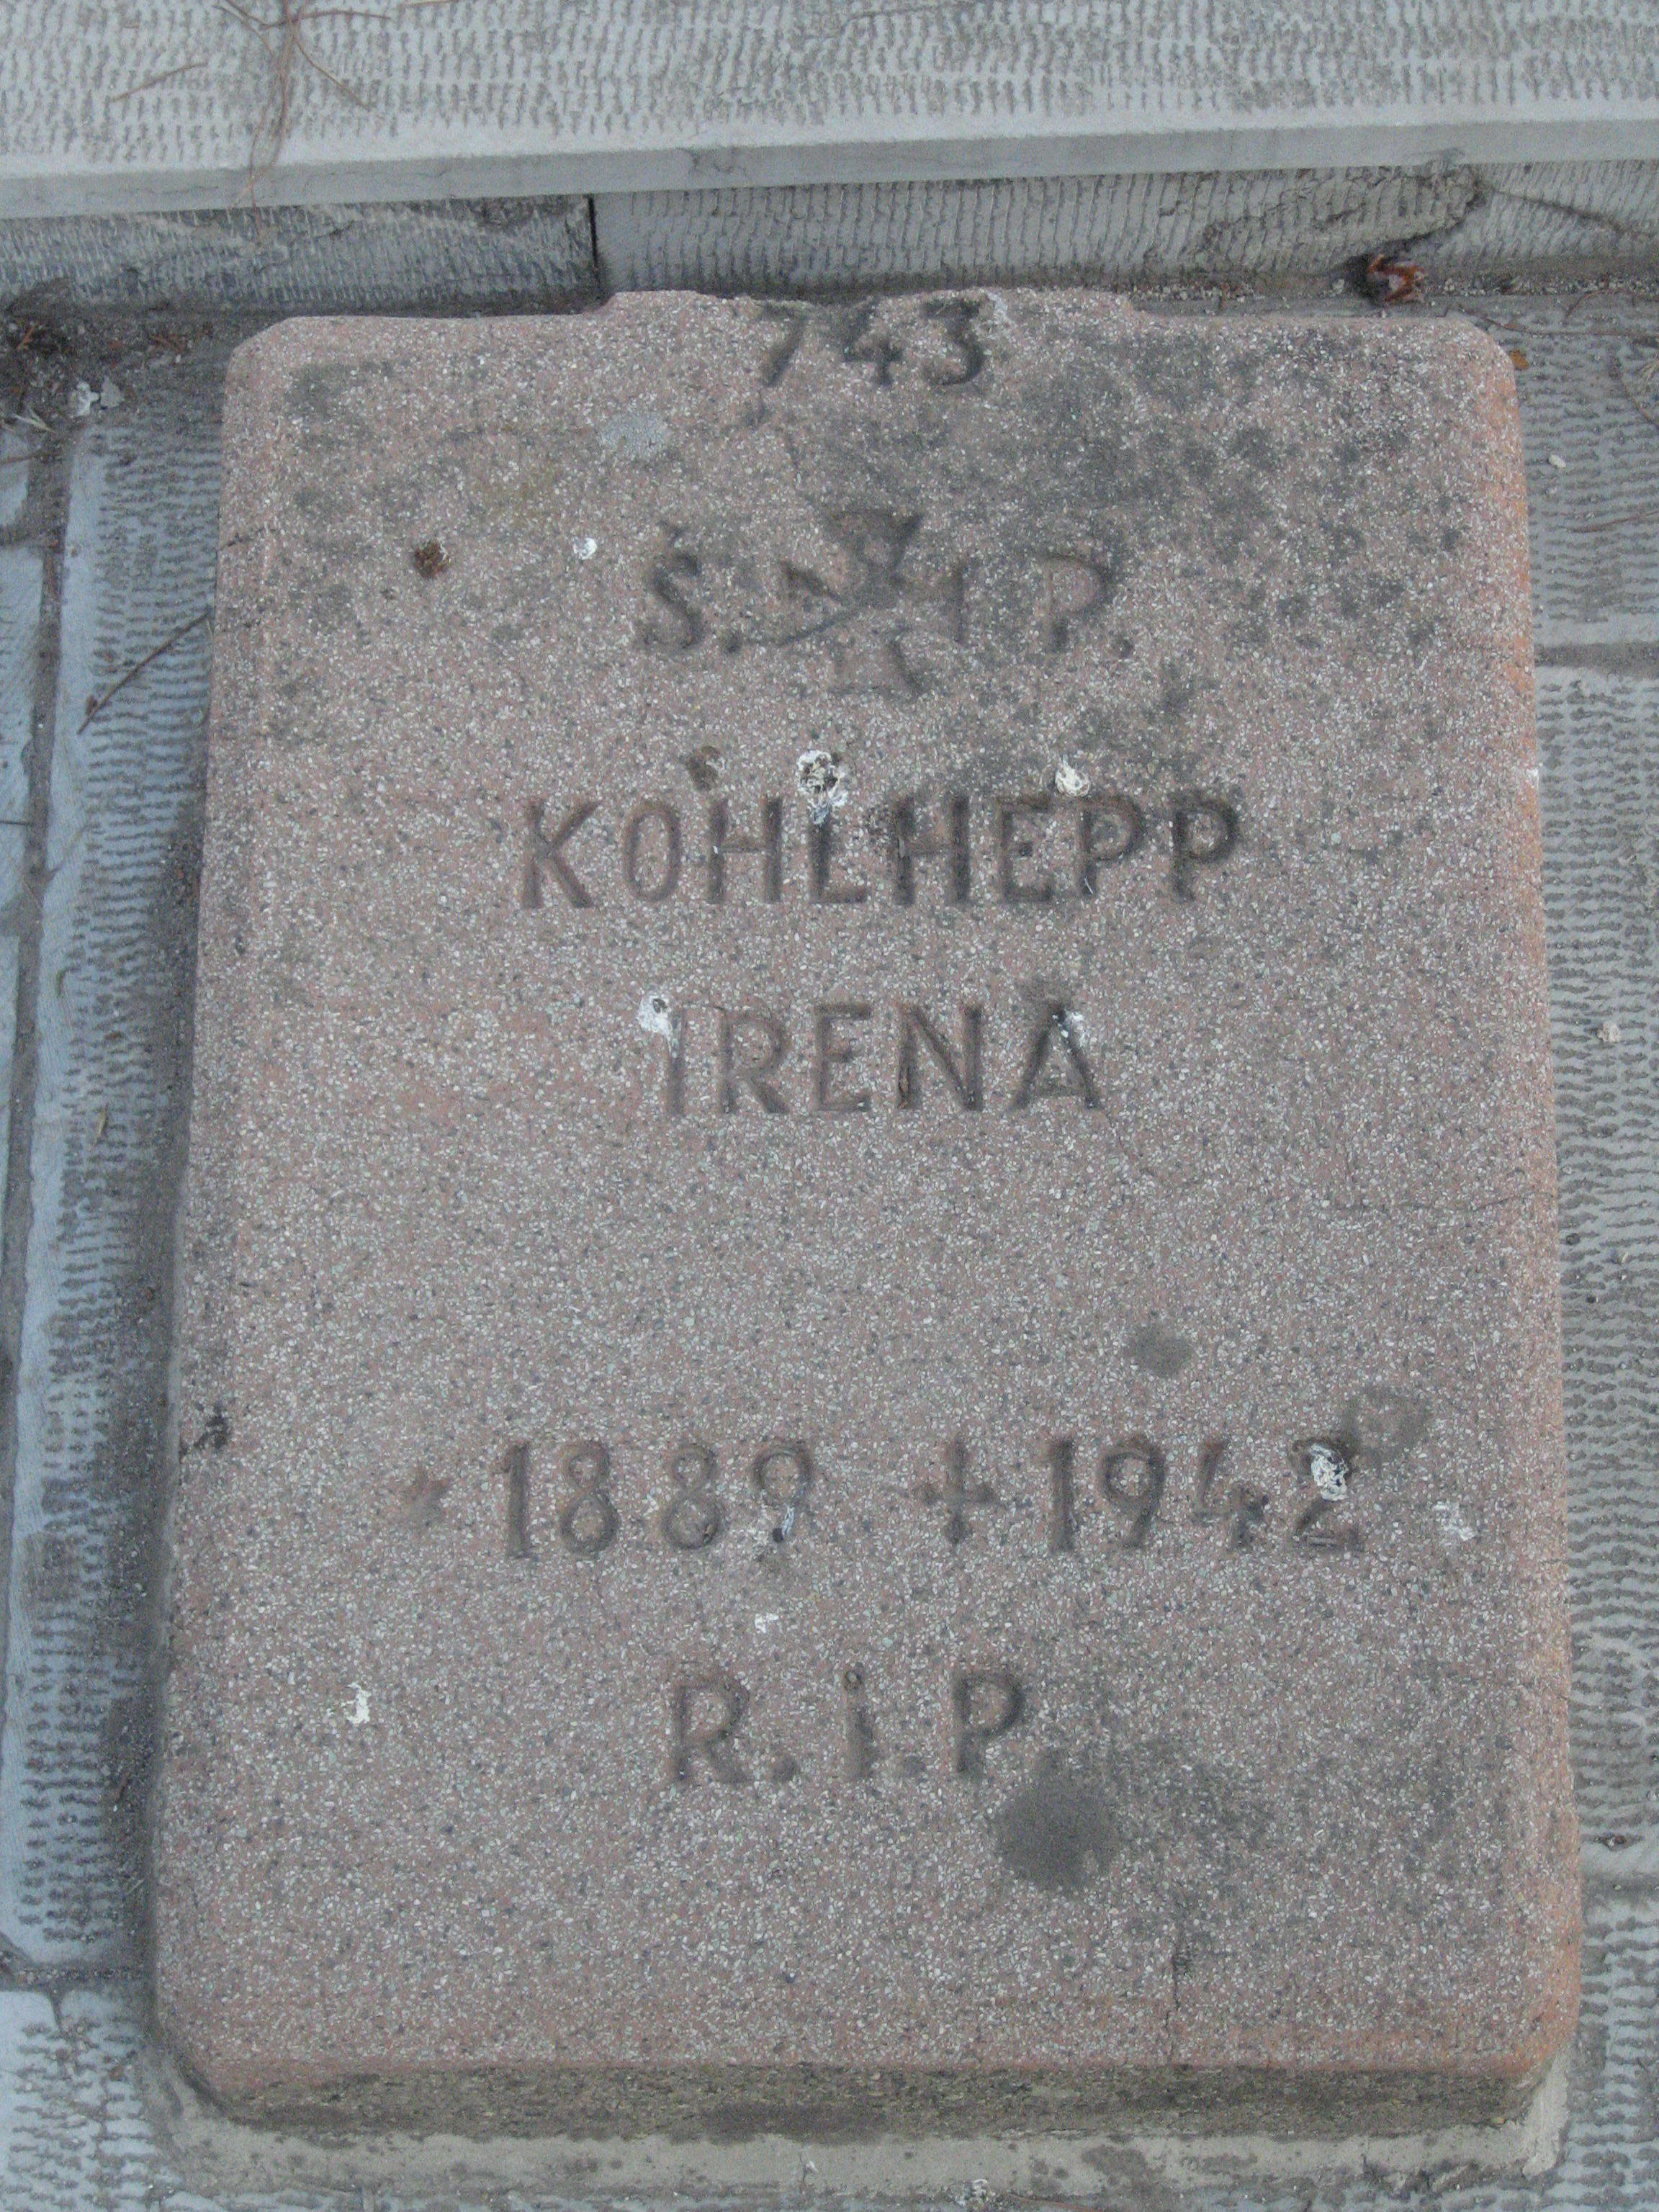 743
Ś. † P.
KOHLHEPP
IRENA
* 1889 † 1942
R.I.P